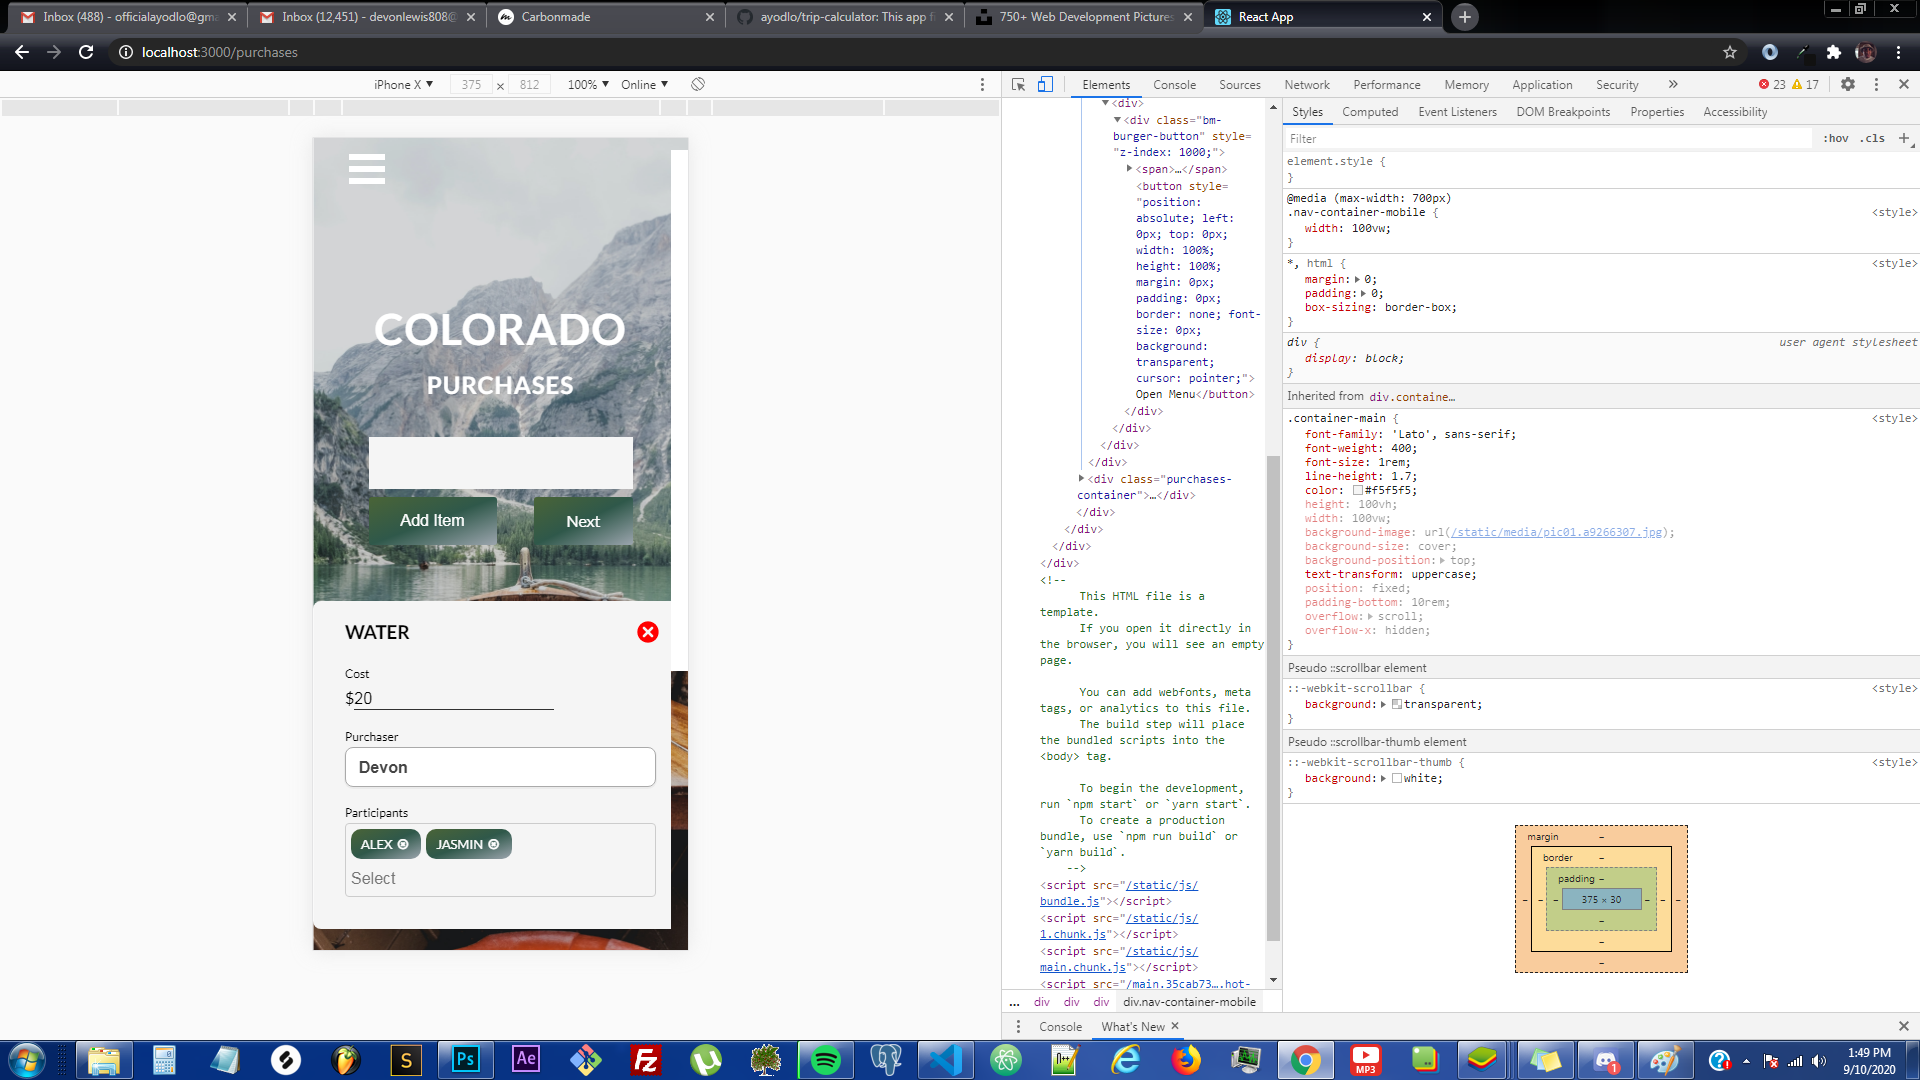 Inbox (488) - officialayodlo@gma
Inbox (12,451) - devonlewis808@
Carbonmade
ayodlo/trip-calculator: This app fi
750+ Web Development Pictures
React App
localhost:3000/purchases
iPhone X ▼ 375 x 812 100% ▼ Online ▼
COLORADO
PURCHASES
Add Item
Next
WATER
Cost
$20
Purchaser
Devon
Participants
ALEX
JASMIN
Select
Elements Console Sources Network Performance Memory Application Security » 23 17
<div>
<div class="bm-
burger-button" style=
"z-index: 1000;">
<span>…</span>
<button style=
"position:
absolute; left:
0px; top: 0px;
width: 100%;
height: 100%;
margin: 0px;
padding: 0px;
border: none; font-
size: 0px;
background:
transparent;
cursor: pointer;">
Open Menu</button>
</div>
</div>
</div>
</div>
<div class="purchases-
container">…</div>
</div>
</div>
</div>
</div>
<!--
This HTML file is a
template.
If you open it directly in
the browser, you will see an empty
page.
You can add webfonts, meta
tags, or analytics to this file.
The build step will place
the bundled scripts into the
<body> tag.
To begin the development,
run `npm start` or `yarn start`.
To create a production
bundle, use `npm run build` or
`yarn build`.
-->
<script src="/static/js/
bundle.js"></script>
<script src="/static/js/
1.chunk.js"></script>
<script src="/static/js/
main.chunk.js"></script>
<script src="/main.35cab73….hot-
... div div div div.nav-container-mobile
Styles Computed Event Listeners DOM Breakpoints Properties Accessibility
Filter :hov .cls +
element.style {
}
@media (max-width: 700px)
.nav-container-mobile { <style>
width: 100vw;
}
*, html { <style>
margin: 0;
padding: 0;
box-sizing: border-box;
}
div { user agent stylesheet
display: block;
}
Inherited from div.containe…
.container-main { <style>
font-family: 'Lato', sans-serif;
font-weight: 400;
font-size: 1rem;
line-height: 1.7;
color: #f5f5f5;
height: 100vh;
width: 100vw;
background-image: url(/static/media/pic01.a9266307.jpg);
background-size: cover;
background-position: top;
text-transform: uppercase;
position: fixed;
padding-bottom: 10rem;
overflow: scroll;
overflow-x: hidden;
}
Pseudo ::scrollbar element
::-webkit-scrollbar { <style>
background: transparent;
}
Pseudo ::scrollbar-thumb element
::-webkit-scrollbar-thumb { <style>
background: white;
}
margin –
border –
padding –
– – – 375 × 30 – – –
–
–
–
Console What's New ×
S Ps Ae Fz MP3 1
1:49 PM
9/10/2020